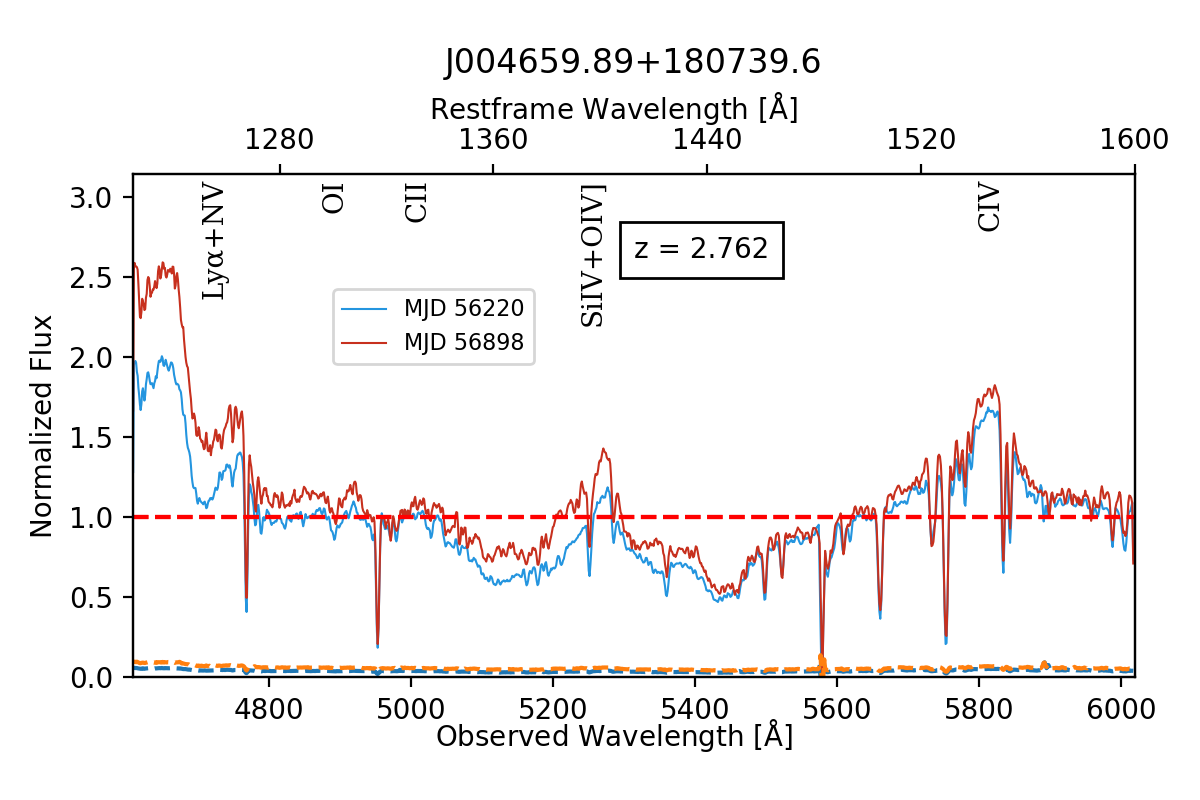 J004659.89+180739.6
Restframe Wavelength [Å]
1280 1360 1440 1520 1600
Lyα+NV
OI
CII
SiIV+OIV]
CIV
z = 2.762
MJD 56220
MJD 56898
Normalized Flux
3.0
2.5
2.0
1.5
1.0
0.5
0.0
4800 5000 5200 5400 5600 5800 6000
Observed Wavelength [Å]